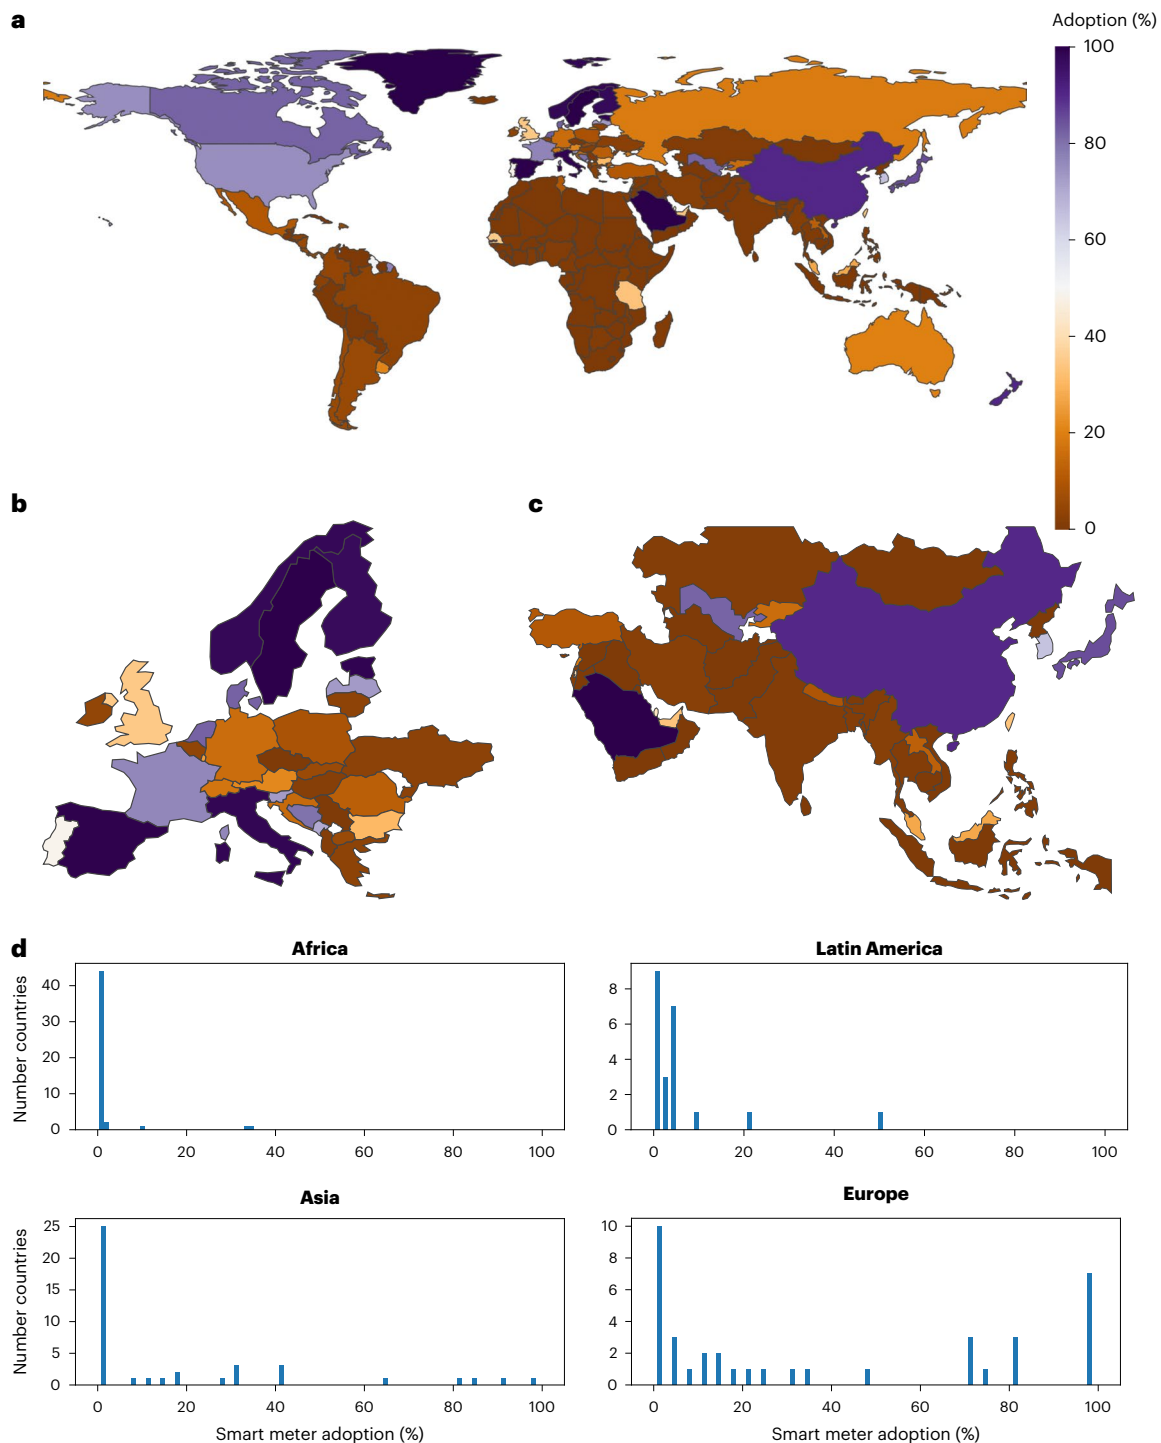 a
Adoption (%)
100
80
60
40
20
0
b
c
d
Africa
Number countries
40
30
20
10
0
0 20 40 60 80 100
Latin America
8
6
4
2
0
0 20 40 60 80 100
Asia
Number countries
25
20
15
10
5
0
0 20 40 60 80 100
Smart meter adoption (%)
Europe
10
8
6
4
2
0
0 20 40 60 80 100
Smart meter adoption (%)